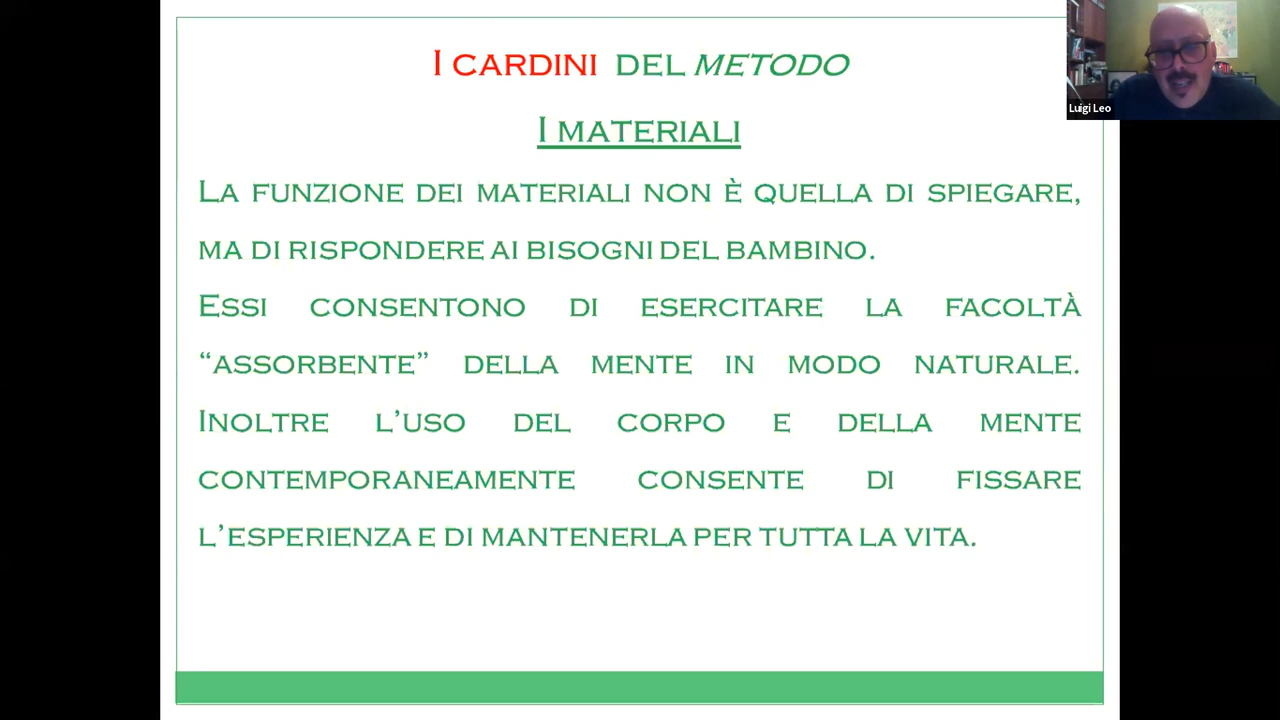 I CARDINI DEL METODO
I MATERIALI
LA FUNZIONE DEI MATERIALI NON È QUELLA DI SPIEGARE,
MA DI RISPONDERE AI BISOGNI DEL BAMBINO.
ESSI CONSENTONO DI ESERCITARE LA FACOLTÀ
“ASSORBENTE” DELLA MENTE IN MODO NATURALE.
INOLTRE L’USO DEL CORPO E DELLA MENTE
CONTEMPORANEAMENTE CONSENTE DI FISSARE
L’ESPERIENZA E DI MANTENERLA PER TUTTA LA VITA.
Luigi Leo